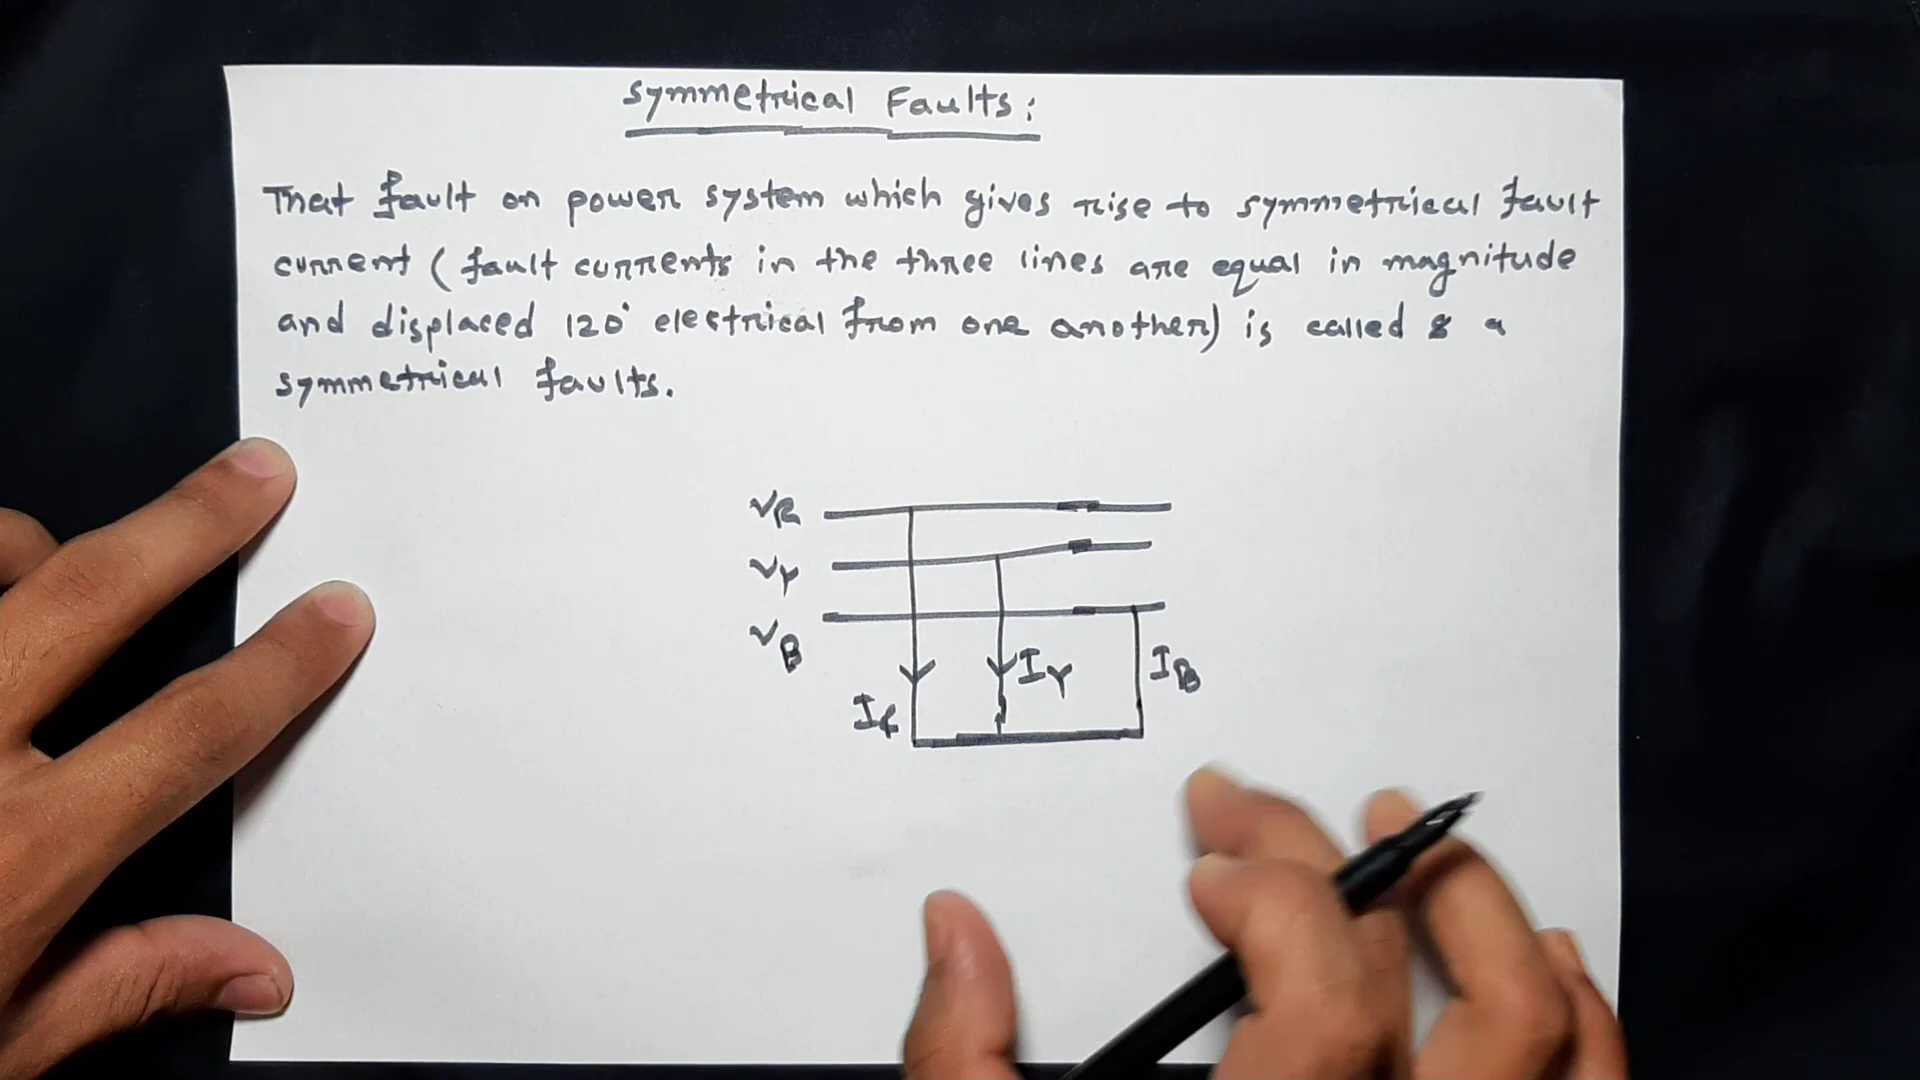 Symmetrical Faults:
That fault on power system which gives rise to symmetrical fault
current (fault currents in the three lines are equal in magnitude
and displaced 120° electrical from one another) is called a
symmetrical faults.
VR
VY
VB
IR
IY
IB